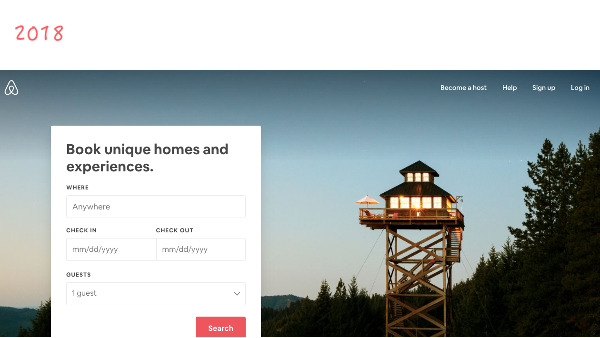 2018
Become a host Help Sign up Log in
Book unique homes and
experiences.
WHERE
Anywhere
CHECK IN CHECK OUT
mm/dd/yyyy mm/dd/yyyy
GUESTS
1 guest
Search